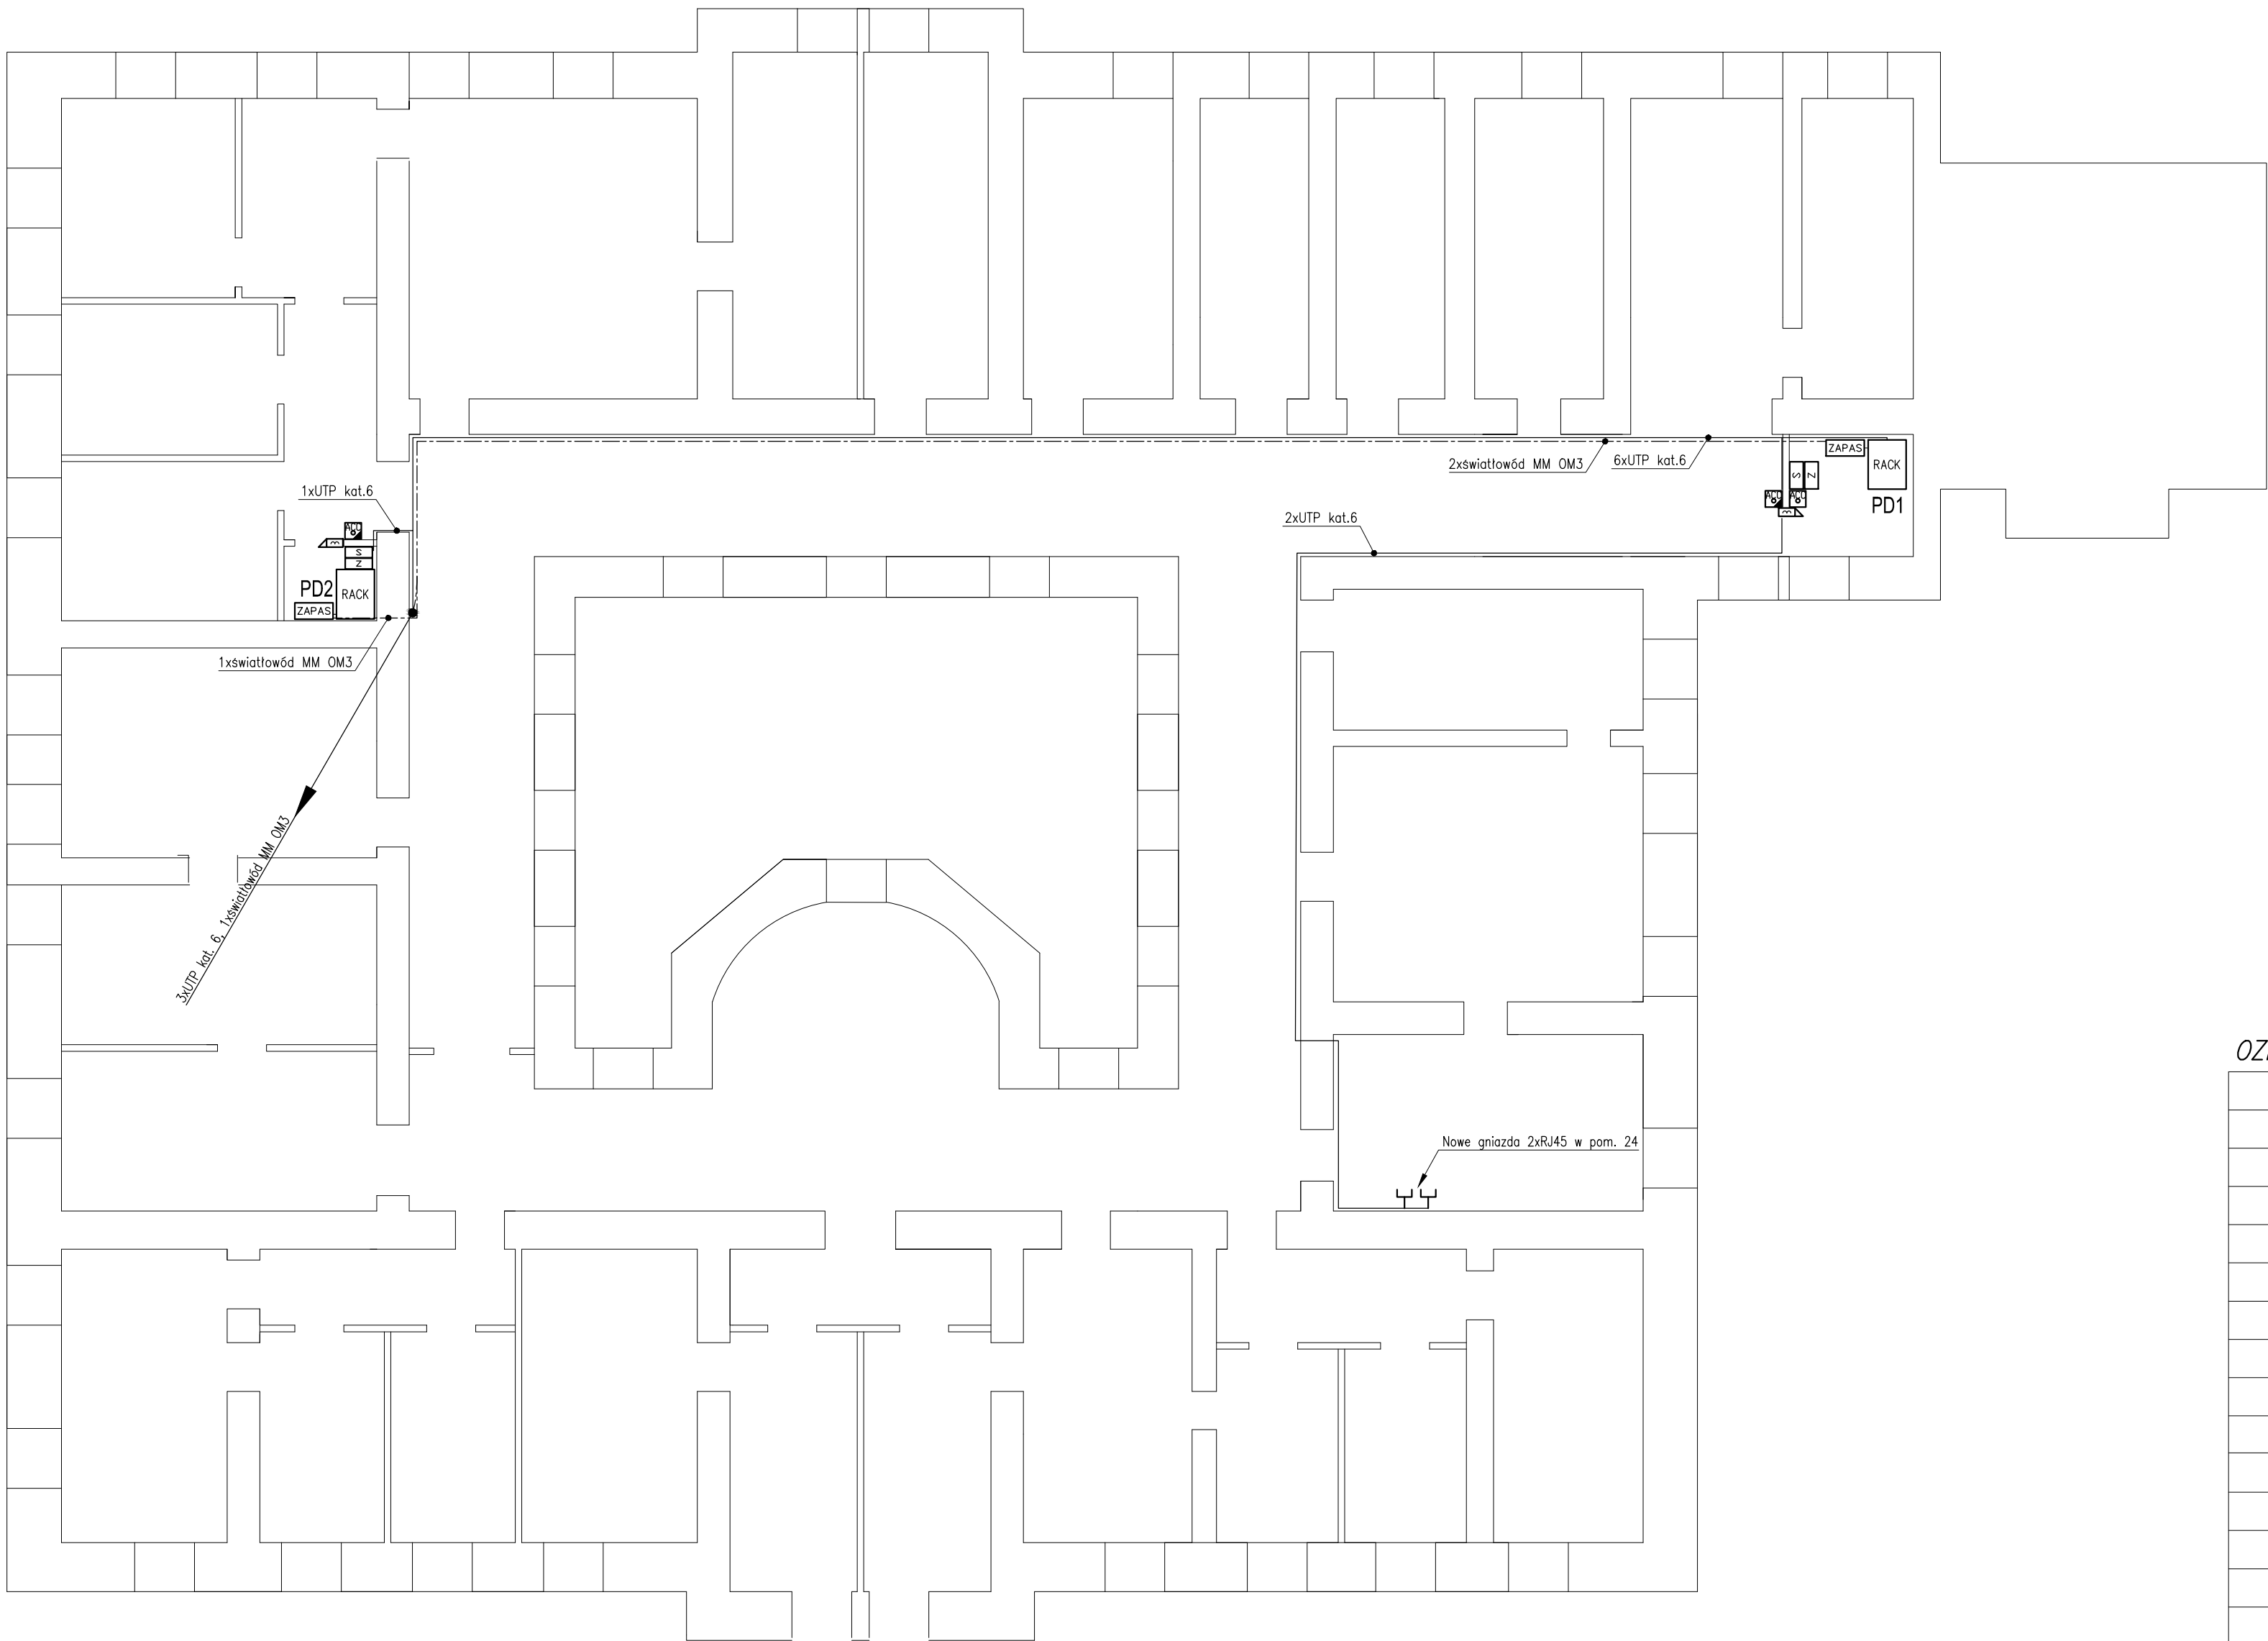 2xświatłowód MM OM3
6xUTP kat.6
ZAPAS
RACK
S
Z
ACO
ACO
PD1
1xUTP kat.6
2xUTP kat.6
ACO
S
Z
PD2
RACK
ZAPAS
1xświatłowód MM OM3
3xUTP kat. 6, 1xświatłowód MM OM3
Nowe gniazda 2xRJ45 w pom. 24